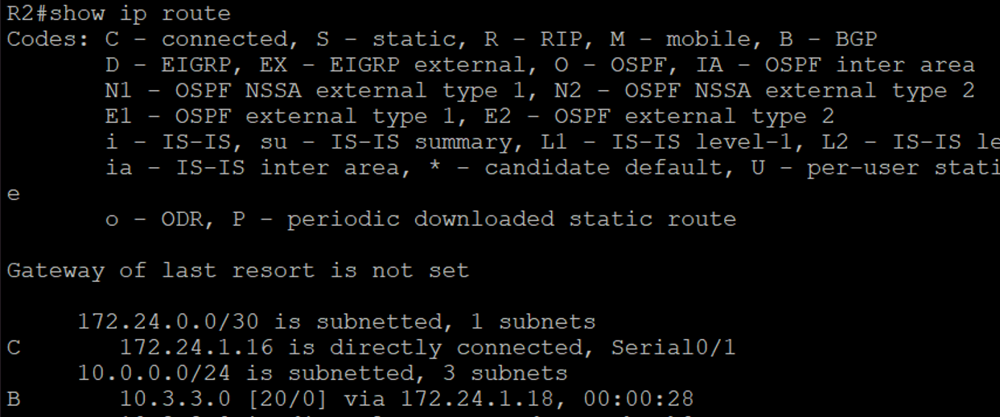 R2#show ip route
Codes: C - connected, S - static, R - RIP, M - mobile, B - BGP
D - EIGRP, EX - EIGRP external, O - OSPF, IA - OSPF inter area
N1 - OSPF NSSA external type 1, N2 - OSPF NSSA external type 2
E1 - OSPF external type 1, E2 - OSPF external type 2
i - IS-IS, su - IS-IS summary, L1 - IS-IS level-1, L2 - IS-IS le
ia - IS-IS inter area, * - candidate default, U - per-user stati
e
o - ODR, P - periodic downloaded static route
Gateway of last resort is not set
172.24.0.0/30 is subnetted, 1 subnets
C 172.24.1.16 is directly connected, Serial0/1
10.0.0.0/24 is subnetted, 3 subnets
B 10.3.3.0 [20/0] via 172.24.1.18, 00:00:28